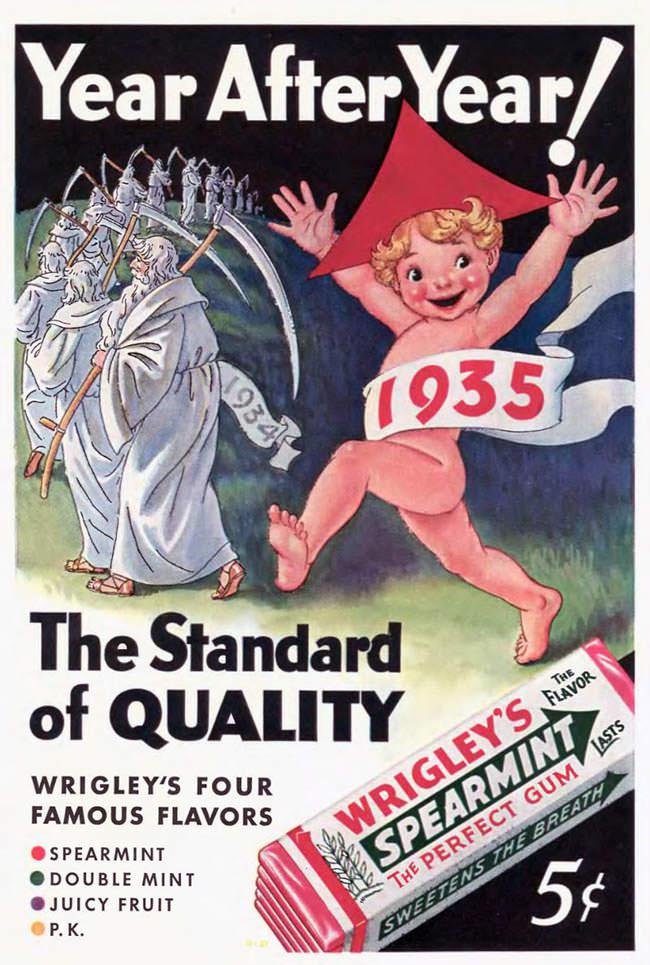 Year After Year!
1934
1935
The Standard
of QUALITY
WRIGLEY'S FOUR
FAMOUS FLAVORS
SPEARMINT
DOUBLE MINT
JUICY FRUIT
P.K.
WRIGLEY'S
SPEARMINT
THE PERFECT GUM
THE FLAVOR
LASTS
SWEETENS THE BREATH
5¢